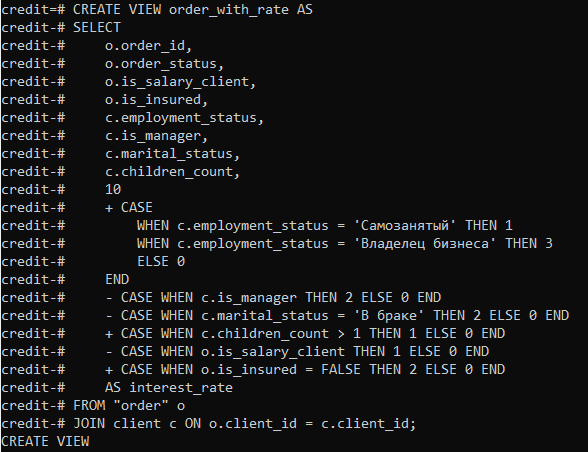 credit=# CREATE VIEW order_with_rate AS
credit-# SELECT
credit-#     o.order_id,
credit-#     o.order_status,
credit-#     o.is_salary_client,
credit-#     o.is_insured,
credit-#     c.employment_status,
credit-#     c.is_manager,
credit-#     c.marital_status,
credit-#     c.children_count,
credit-#     10
credit-#     + CASE
credit-#         WHEN c.employment_status = 'Самозанятый' THEN 1
credit-#         WHEN c.employment_status = 'Владелец бизнеса' THEN 3
credit-#         ELSE 0
credit-#     END
credit-#     - CASE WHEN c.is_manager THEN 2 ELSE 0 END
credit-#     - CASE WHEN c.marital_status = 'В браке' THEN 2 ELSE 0 END
credit-#     + CASE WHEN c.children_count > 1 THEN 1 ELSE 0 END
credit-#     - CASE WHEN o.is_salary_client THEN 1 ELSE 0 END
credit-#     + CASE WHEN o.is_insured = FALSE THEN 2 ELSE 0 END
credit-#     AS interest_rate
credit-# FROM "order" o
credit-# JOIN client c ON o.client_id = c.client_id;
CREATE VIEW